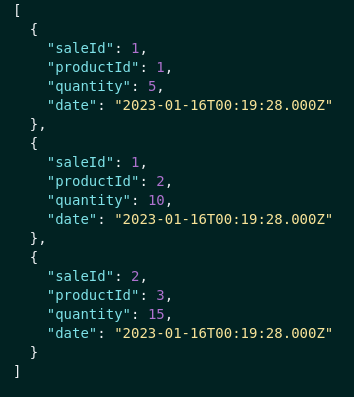 [
  {
    "saleId": 1,
    "productId": 1,
    "quantity": 5,
    "date": "2023-01-16T00:19:28.000Z"
  },
  {
    "saleId": 1,
    "productId": 2,
    "quantity": 10,
    "date": "2023-01-16T00:19:28.000Z"
  },
  {
    "saleId": 2,
    "productId": 3,
    "quantity": 15,
    "date": "2023-01-16T00:19:28.000Z"
  }
]